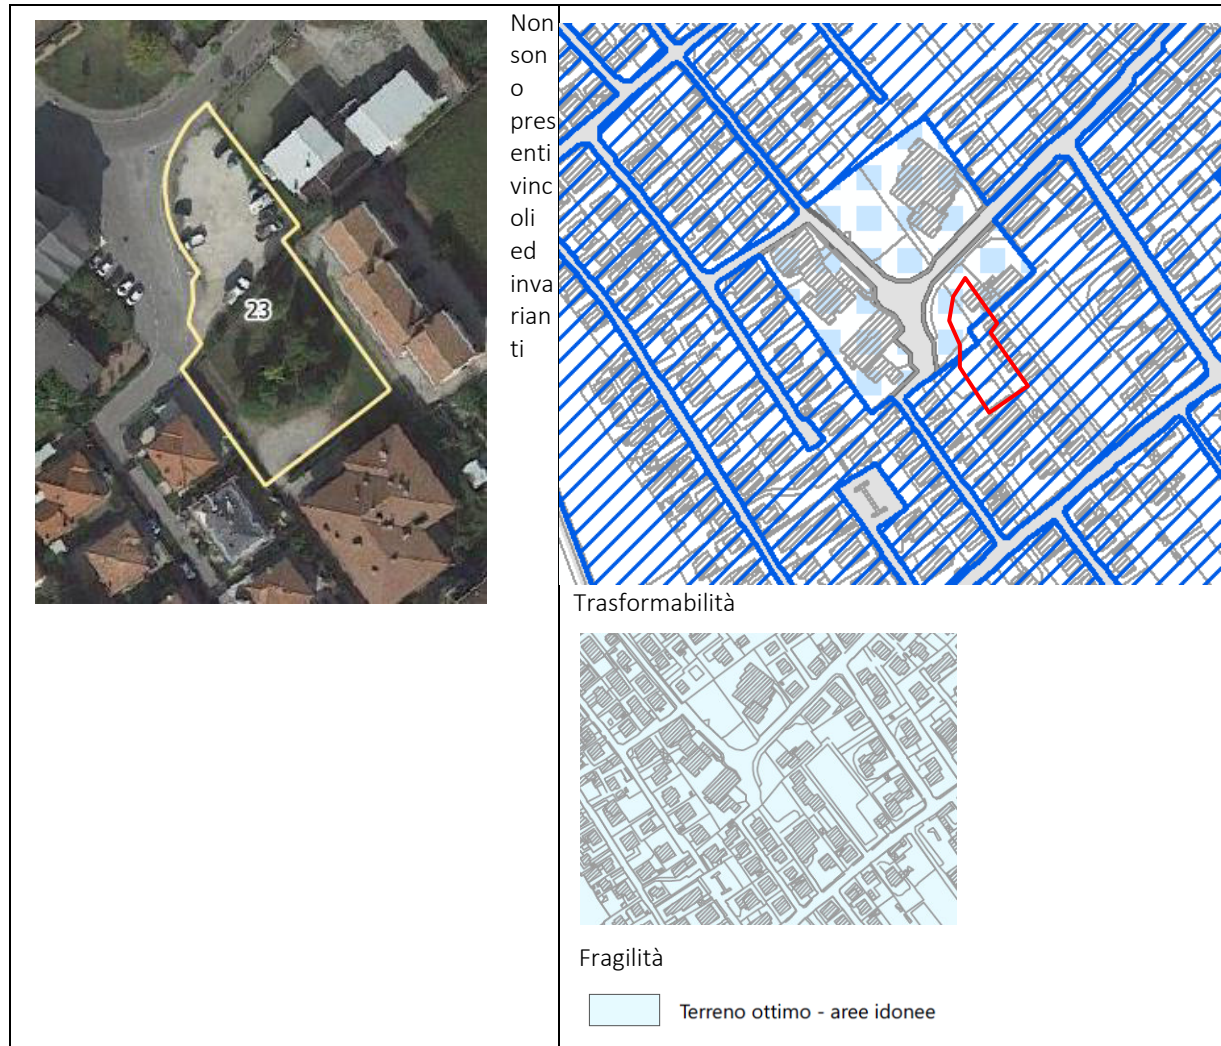 23
Non
son
o
pres
enti
vinc
oli
ed
inva
rian
ti
Trasformabilità
Fragilità
Terreno ottimo - aree idonee